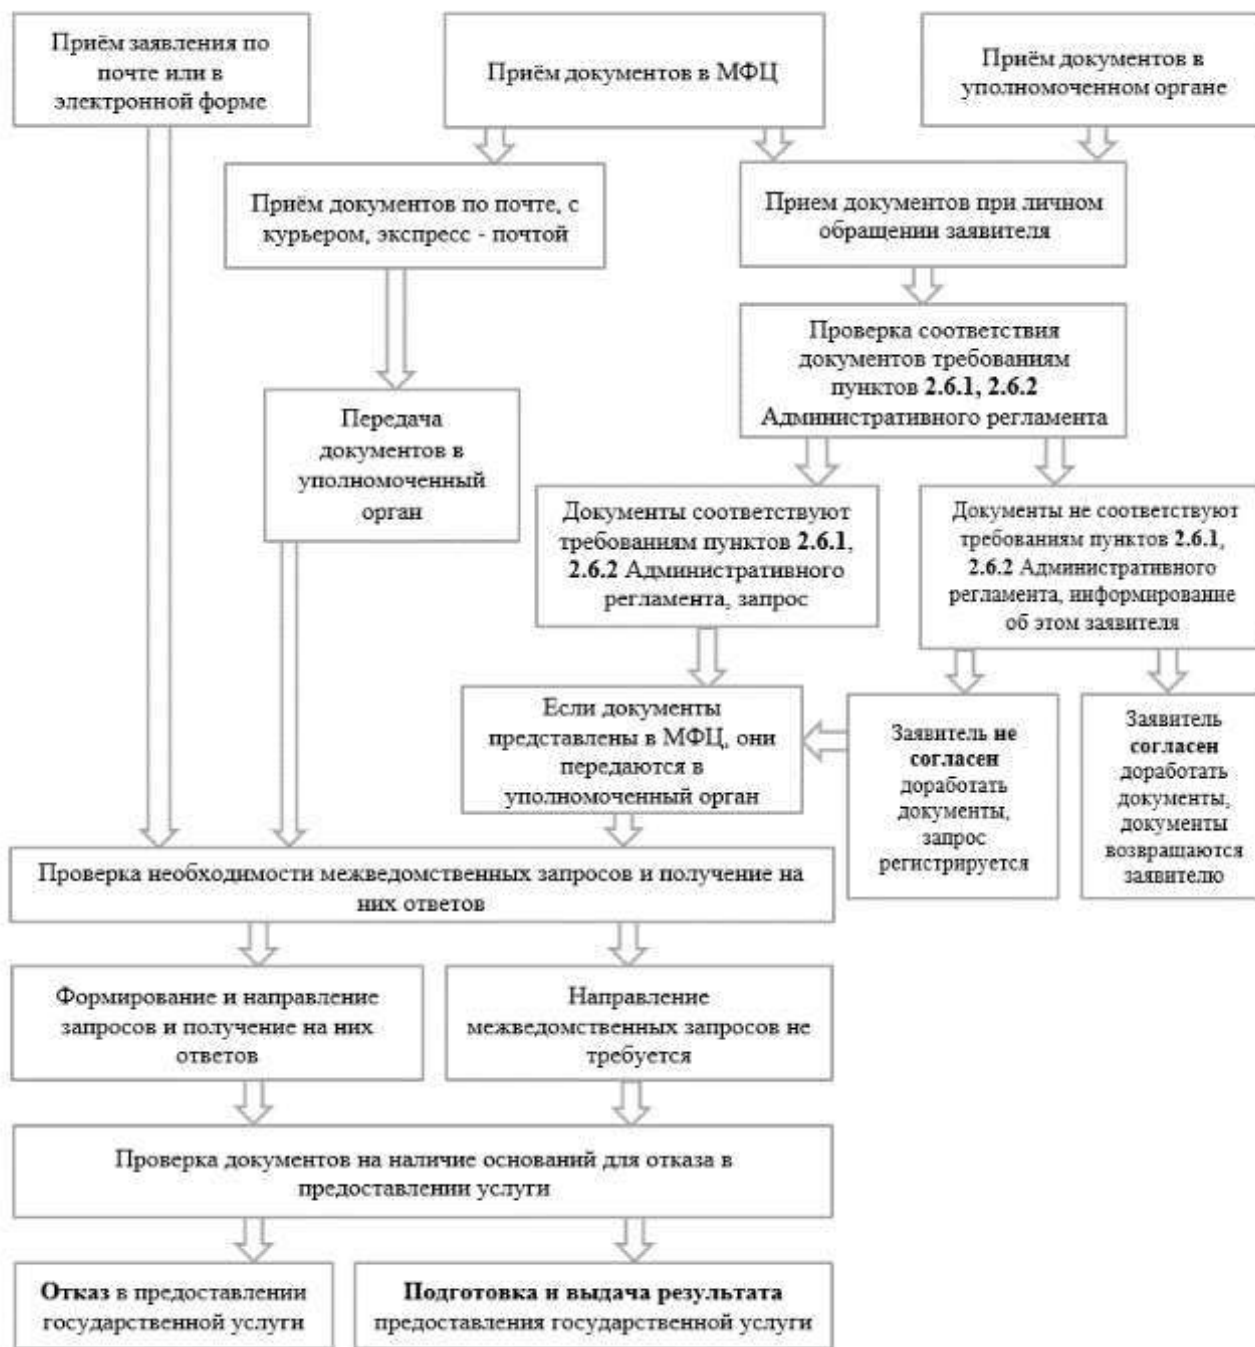 Приём заявления по
почте или в
электронной форме
Приём документов в МФЦ
Приём документов в
уполномоченном органе
Приём документов по почте, с
курьером, экспресс - почтой
Прием документов при личном
обращении заявителя
Проверка соответствия
документов требованиям
пунктов 2.6.1, 2.6.2
Административного регламента
Передача
документов в
уполномоченный
орган
Документы соответствуют
требованиям пунктов 2.6.1,
2.6.2 Административного
регламента, запрос
Документы не соответствуют
требованиям пунктов 2.6.1,
2.6.2 Административного
регламента, информирование
об этом заявителя
Если документы
представлены в МФЦ, они
передаются в
уполномоченный орган
Заявитель не
согласен
доработать
документы,
запрос
регистрируется
Заявитель
согласен
доработать
документы,
документы
возвращаются
заявителю
Проверка необходимости межведомственных запросов и получение на
них ответов
Формирование и направление
запросов и получение на них
ответов
Направление
межведомственных запросов не
требуется
Проверка документов на наличие оснований для отказа в
предоставлении услуги
Отказ в предоставлении
государственной услуги
Подготовка и выдача результата
предоставления государственной услуги